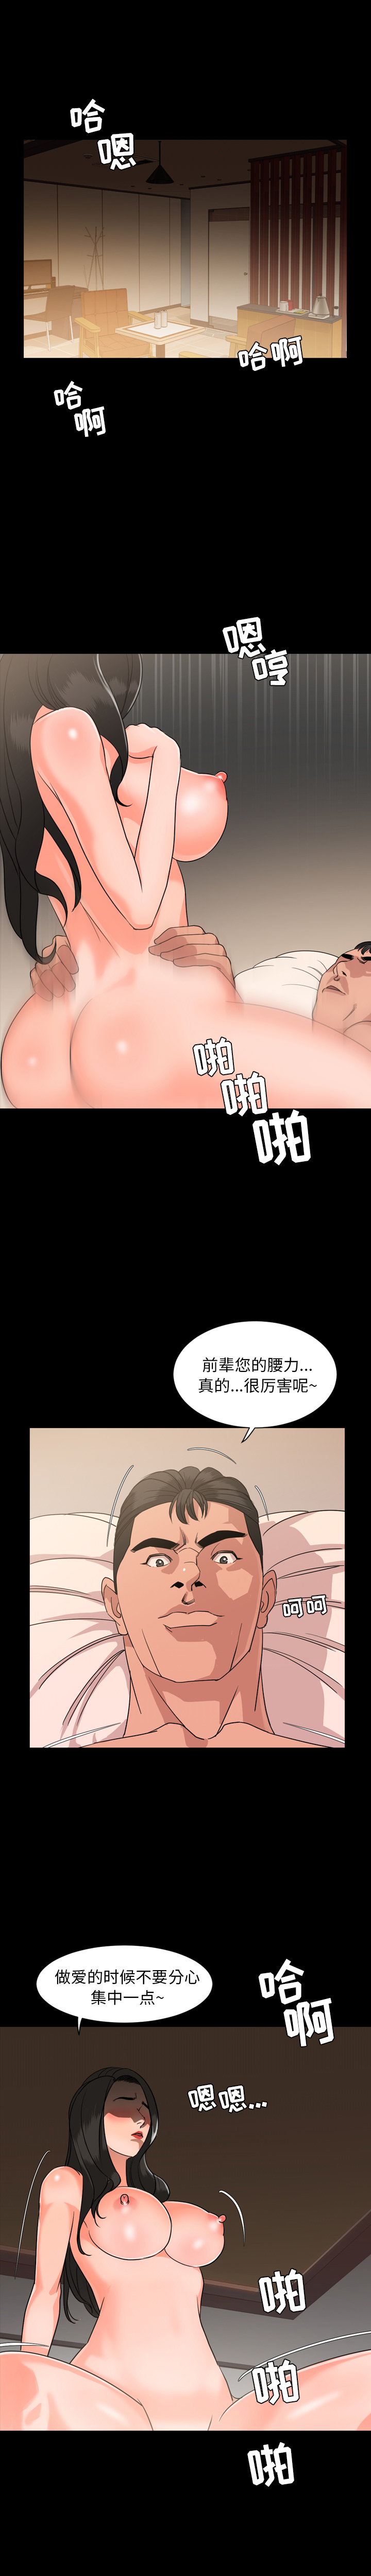 哈
嗯
哈啊
哈
啊
嗯
哼
啪
啪
啪
前辈您的腰力...
真的...很厉害呢~
呵呵
做爱的时候不要分心
集中一点~
哈
啊
嗯嗯...
啪
啪
啪